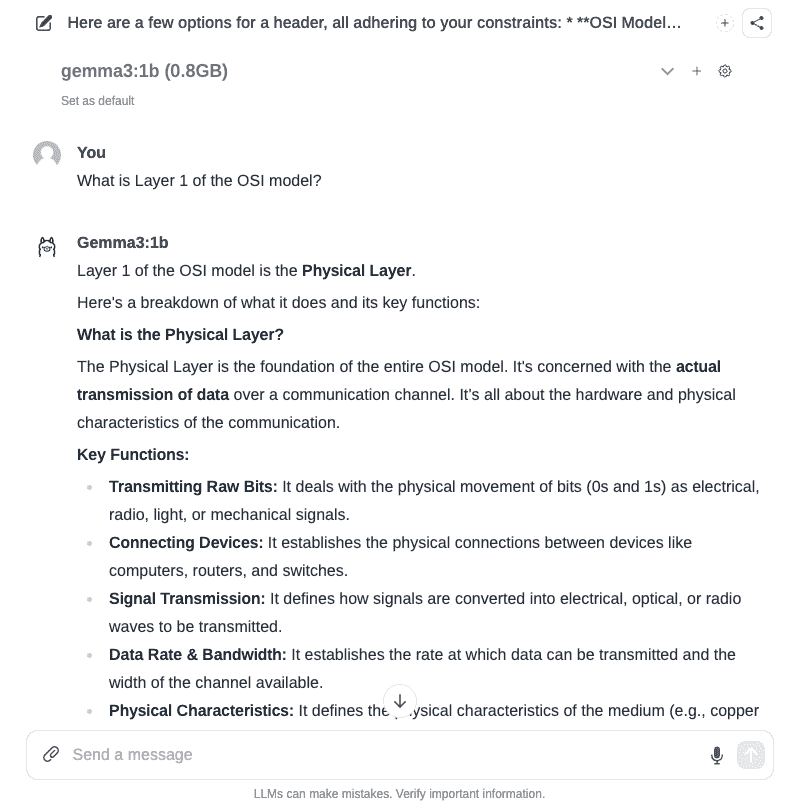 Here are a few options for a header, all adhering to your constraints: * **OSI Model...
gemma3:1b (0.8GB)
Set as default
You
What is Layer 1 of the OSI model?
Gemma3:1b
Layer 1 of the OSI model is the Physical Layer.
Here's a breakdown of what it does and its key functions:
What is the Physical Layer?
The Physical Layer is the foundation of the entire OSI model. It's concerned with the actual
transmission of data over a communication channel. It's all about the hardware and physical
characteristics of the communication.
Key Functions:
Transmitting Raw Bits: It deals with the physical movement of bits (0s and 1s) as electrical,
radio, light, or mechanical signals.
Connecting Devices: It establishes the physical connections between devices like
computers, routers, and switches.
Signal Transmission: It defines how signals are converted into electrical, optical, or radio
waves to be transmitted.
Data Rate & Bandwidth: It establishes the rate at which data can be transmitted and the
width of the channel available.
Physical Characteristics: It defines the physical characteristics of the medium (e.g., copper
Send a message
LLMs can make mistakes. Verify important information.